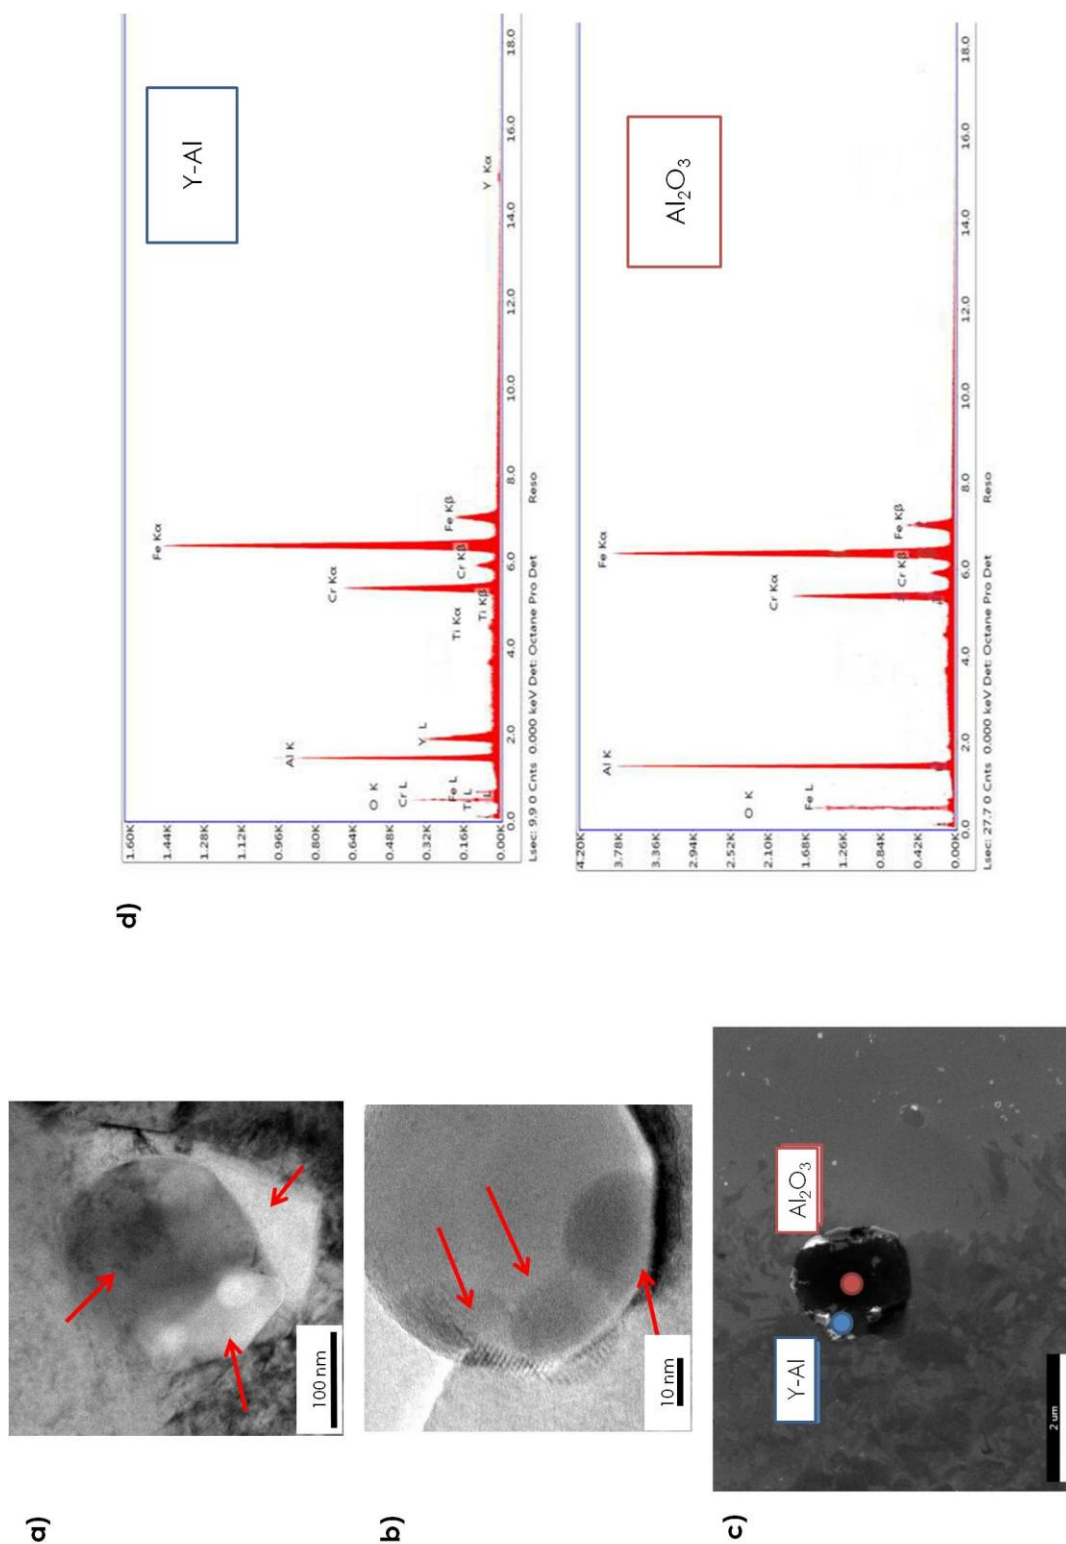 a)
100 nm
b)
10 nm
c)
Y-Al
Al₂O₃
2 um
d)
Y-Al
1.60K
1.44K
1.28K
1.12K
0.96K
0.80K
0.64K
0.48K
0.32K
0.16K
0.00K
O K
Cr L
Fe L
Ti L
L
Al K
Y L
Ti Kα
Ti Kβ
Cr Kα
Cr Kβ
Fe Kα
Fe Kβ
Y Kα
0.0 2.0 4.0 6.0 8.0 10.0 12.0 14.0 16.0 18.0
Lsec: 9.9 0 Cnts 0.000 keV Det: Octane Pro Det Reso
Al₂O₃
4.20K
3.78K
3.36K
2.94K
2.52K
2.10K
1.68K
1.26K
0.84K
0.42K
0.00K
O K
Fe L
Al K
Cr Kα
Cr Kβ
Fe Kα
Fe Kβ
0.0 2.0 4.0 6.0 8.0 10.0 12.0 14.0 16.0 18.0
Lsec: 27.7 0 Cnts 0.000 keV Det: Octane Pro Det Reso